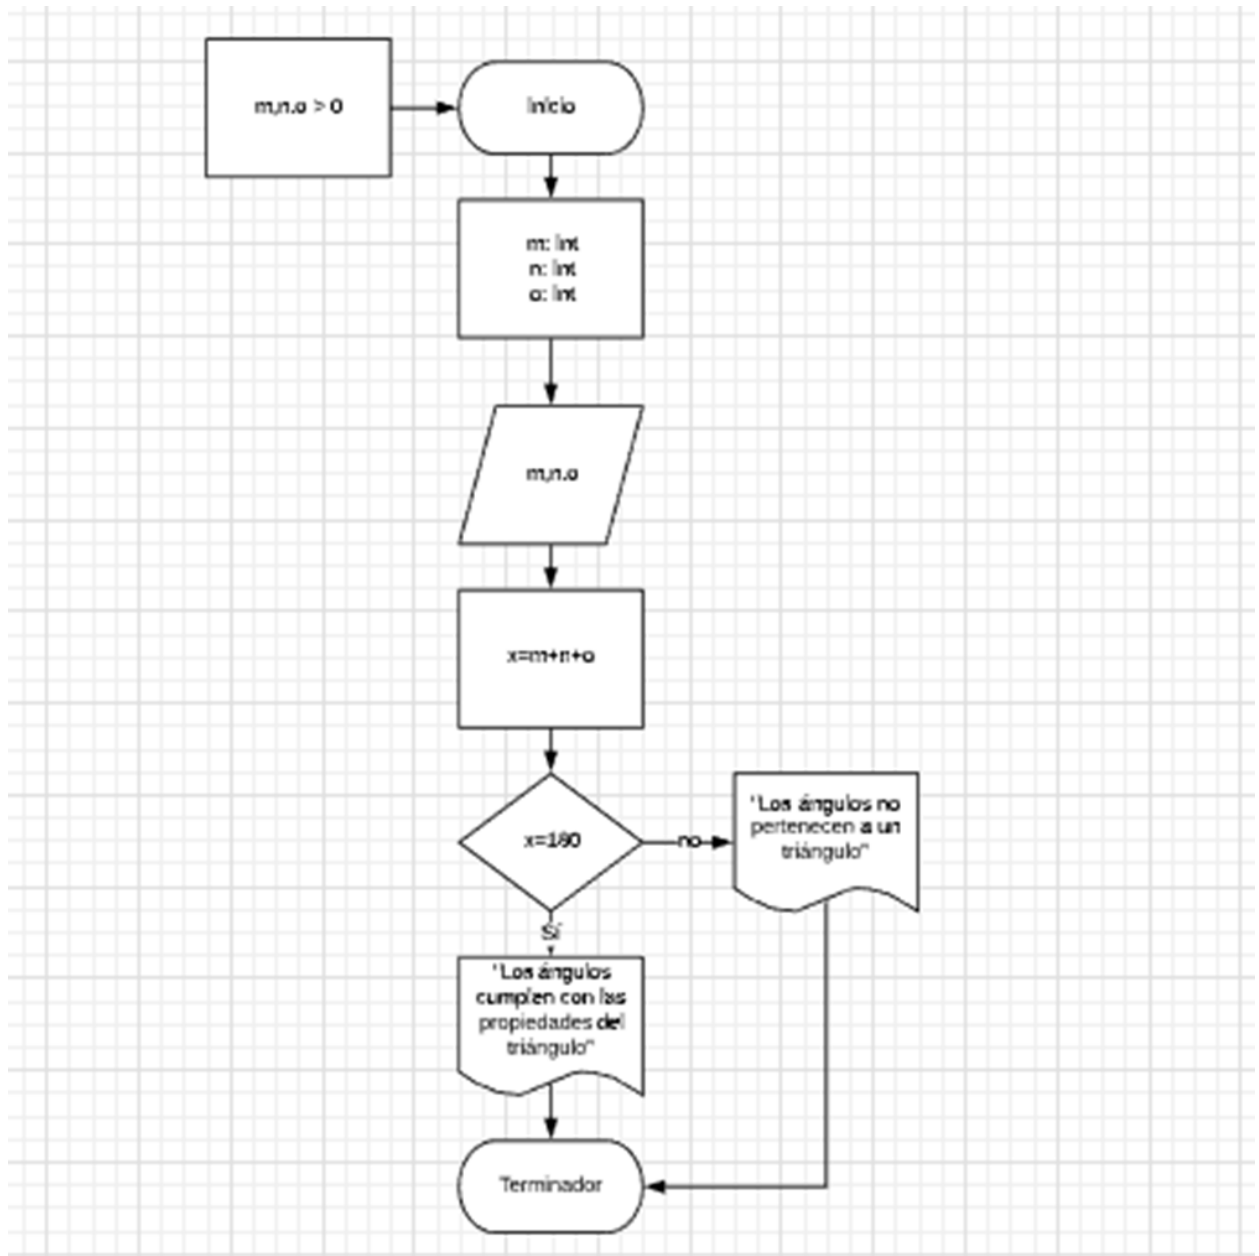 m,n.o > 0
Inicio
m: Int
n: Int
o: Int
m,n.o
x=m+n+o
x=180
no
"Los ángulos no
pertenecen a un
triángulo"
Sí
"Los ángulos
cumplen con las
propiedades del
triángulo"
Terminador